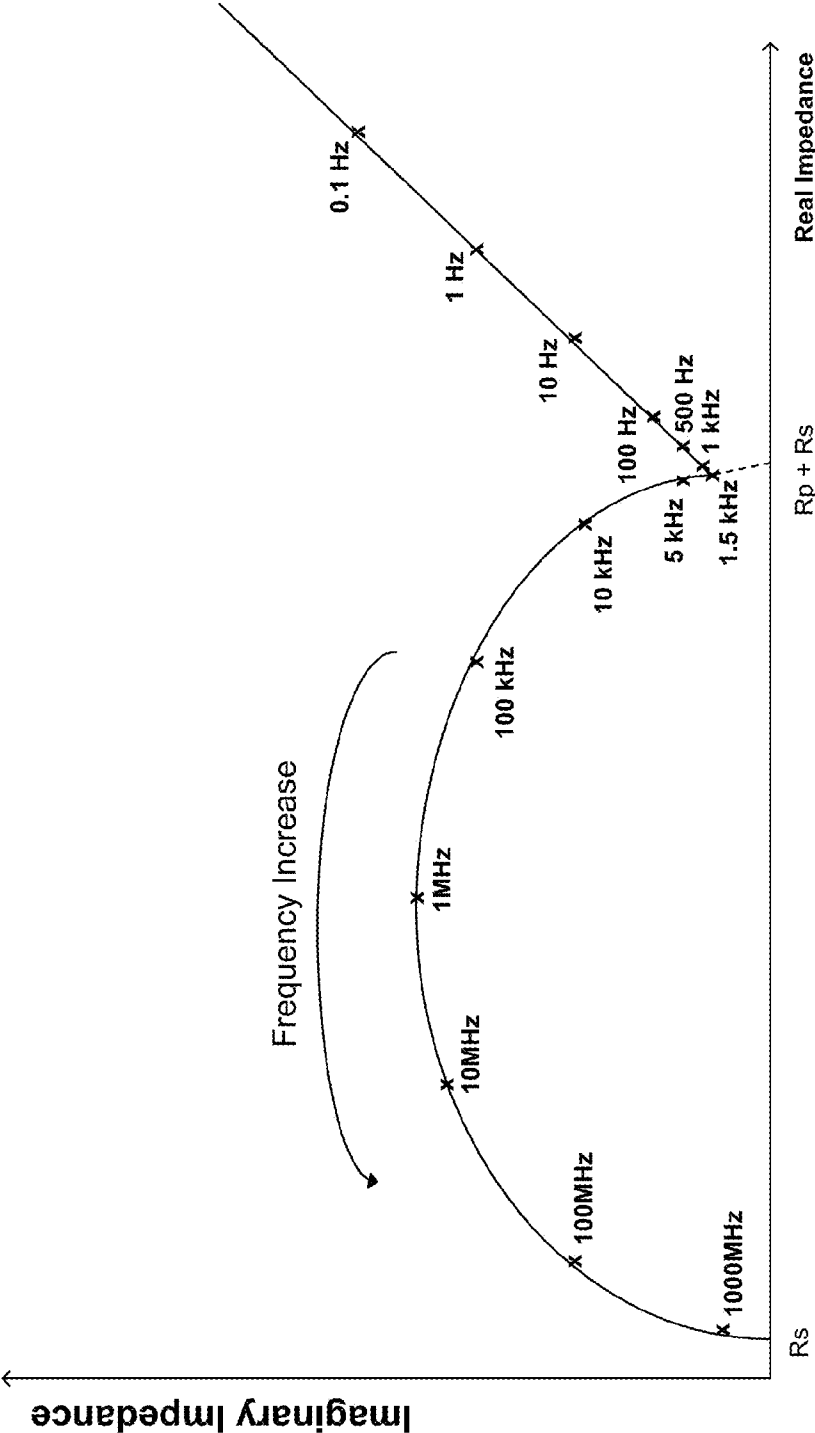 Imaginary Impedance
Frequency Increase
0.1 Hz
1 Hz
10 Hz
100 Hz
500 Hz
1 kHz
1.5 kHz
5 kHz
10 kHz
100 kHz
1MHz
10MHz
100MHz
1000MHz
Rs
Rp + Rs
Real Impedance